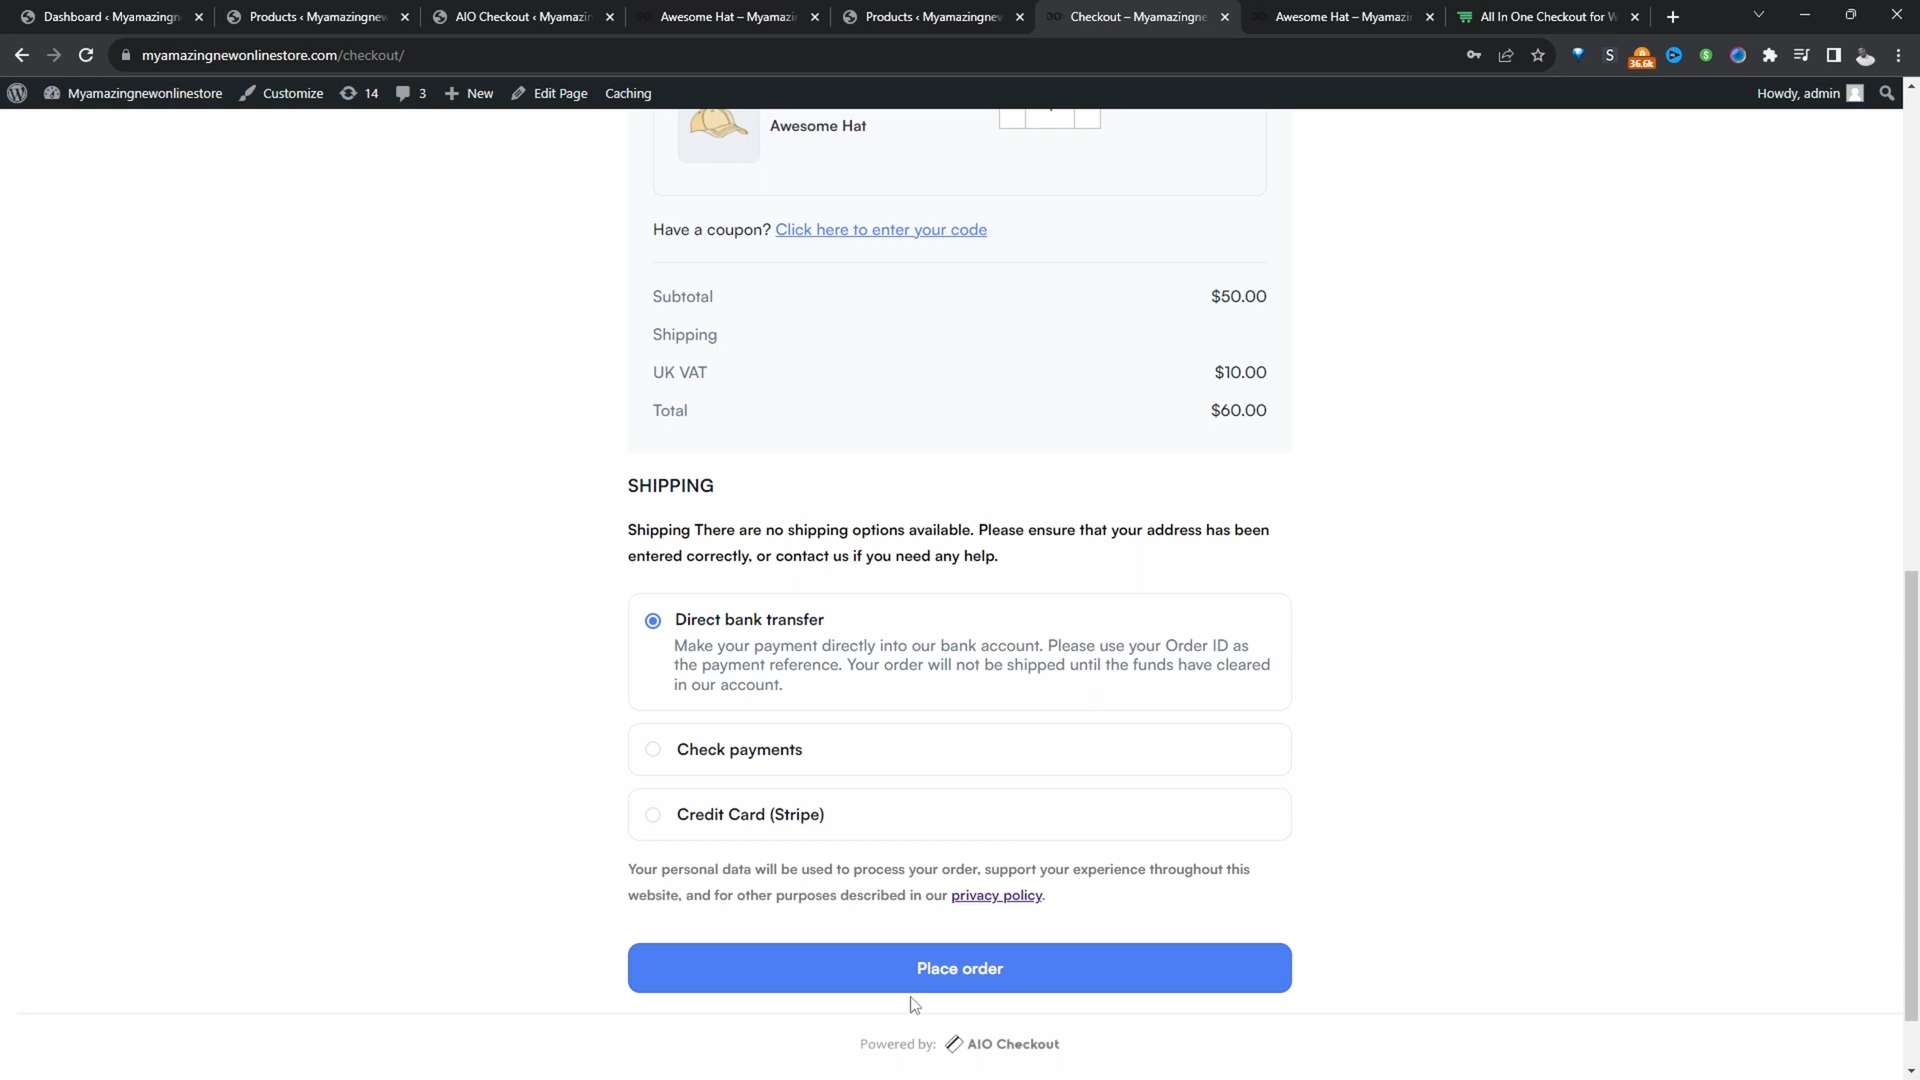 Dashboard ‹ Myamazingn
Products ‹ Myamazingnew
AIO Checkout ‹ Myamazin
Awesome Hat – Myamazin
Products ‹ Myamazingnew
Checkout – Myamazingne
Awesome Hat – Myamazin
All In One Checkout for W
myamazingnewonlinestore.com/checkout/
S
36.6k
Myamazingnewonlinestore
Customize
14
3
New
Edit Page
Caching
Howdy, admin
Awesome Hat
Have a coupon? Click here to enter your code
Subtotal $50.00
Shipping
UK VAT $10.00
Total $60.00
SHIPPING
Shipping There are no shipping options available. Please ensure that your address has been
entered correctly, or contact us if you need any help.
Direct bank transfer
Make your payment directly into our bank account. Please use your Order ID as
the payment reference. Your order will not be shipped until the funds have cleared
in our account.
Check payments
Credit Card (Stripe)
Your personal data will be used to process your order, support your experience throughout this
website, and for other purposes described in our privacy policy.
Place order
Powered by: AIO Checkout